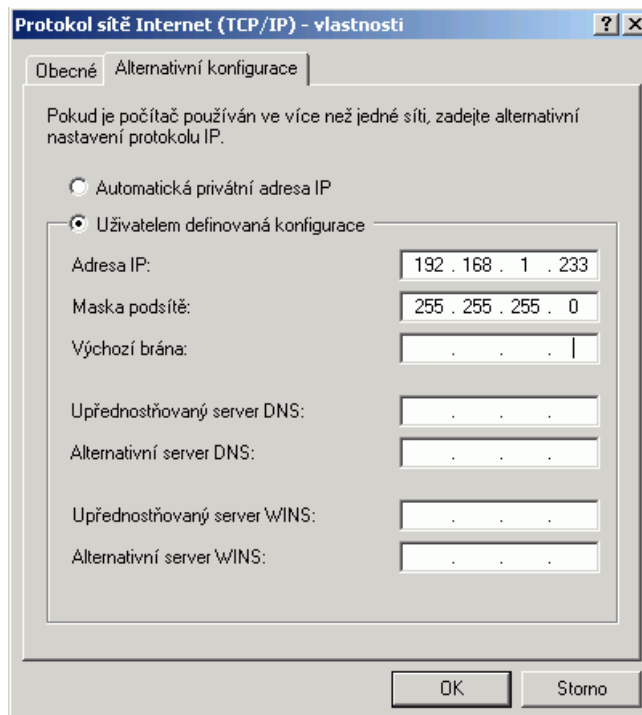 Protokol sítě Internet (TCP/IP) - vlastnosti
Obecné
Alternativní konfigurace
Pokud je počítač používán ve více než jedné síti, zadejte alternativní
nastavení protokolu IP.
Automatická privátní adresa IP
Uživatelem definovaná konfigurace
Adresa IP: 192 . 168 . 1 . 233
Maska podsítě: 255 . 255 . 255 . 0
Výchozí brána: . . .
Upřednostňovaný server DNS: . . .
Alternativní server DNS: . . .
Upřednostňovaný server WINS: . . .
Alternativní server WINS: . . .
OK
Storno